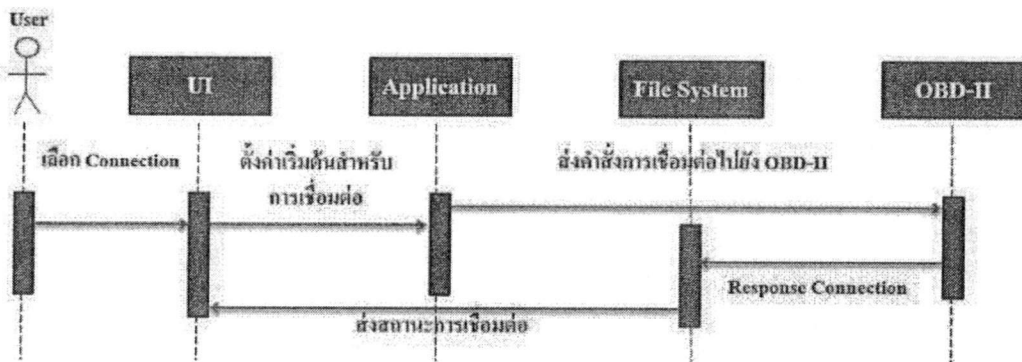 User
UI
Application
File System
OBD-II
เลือก Connection
ตั้งค่าเริ่มต้นสำหรับ
การเชื่อมต่อ
ส่งคำสั่งการเชื่อมต่อไปยัง OBD-II
Response Connection
ส่งสถานะการเชื่อมต่อ